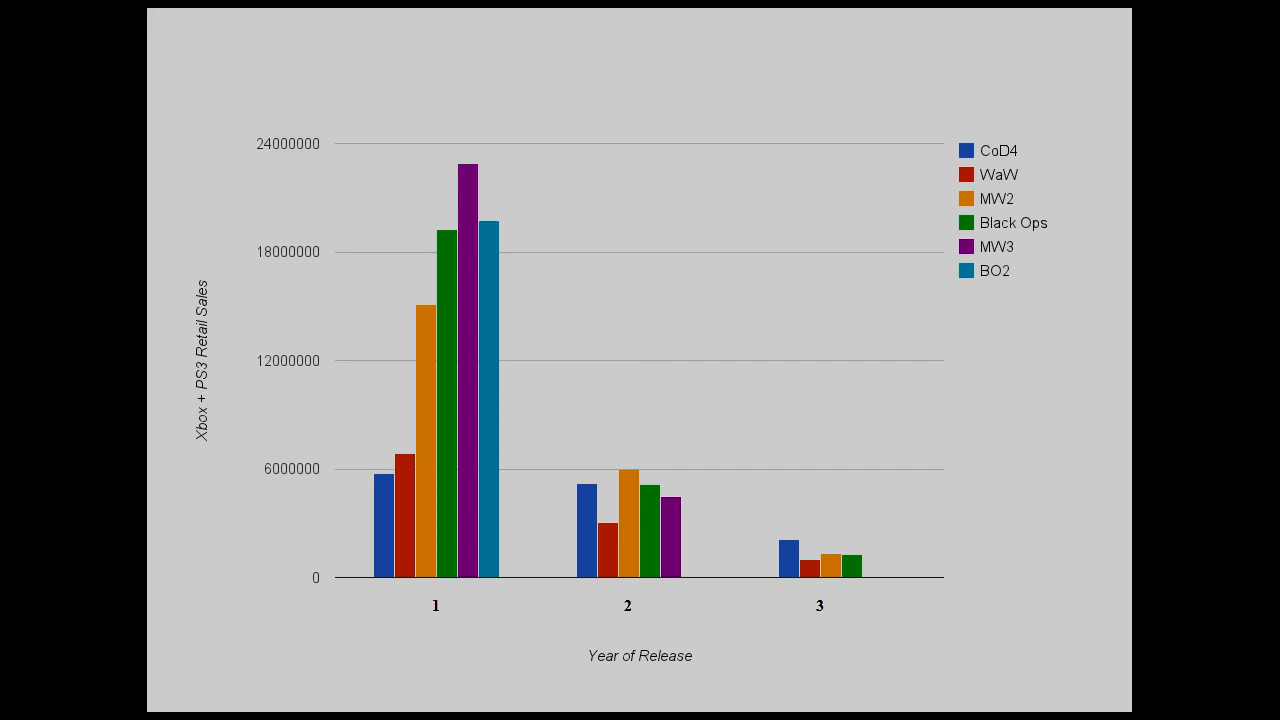 24000000
18000000
12000000
6000000
0
Xbox + PS3 Retail Sales
CoD4
WaW
MW2
Black Ops
MW3
BO2
1
2
3
Year of Release